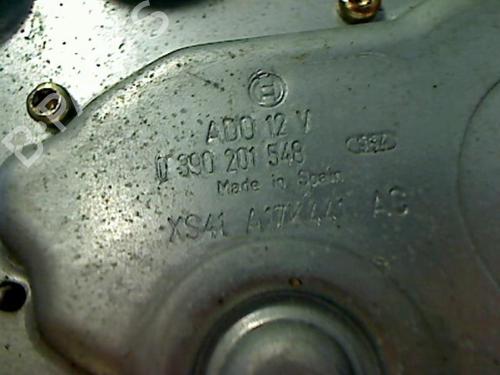 ADO 12 V
0 390 201 548
Made in Spain
XS41 A17K441 AC